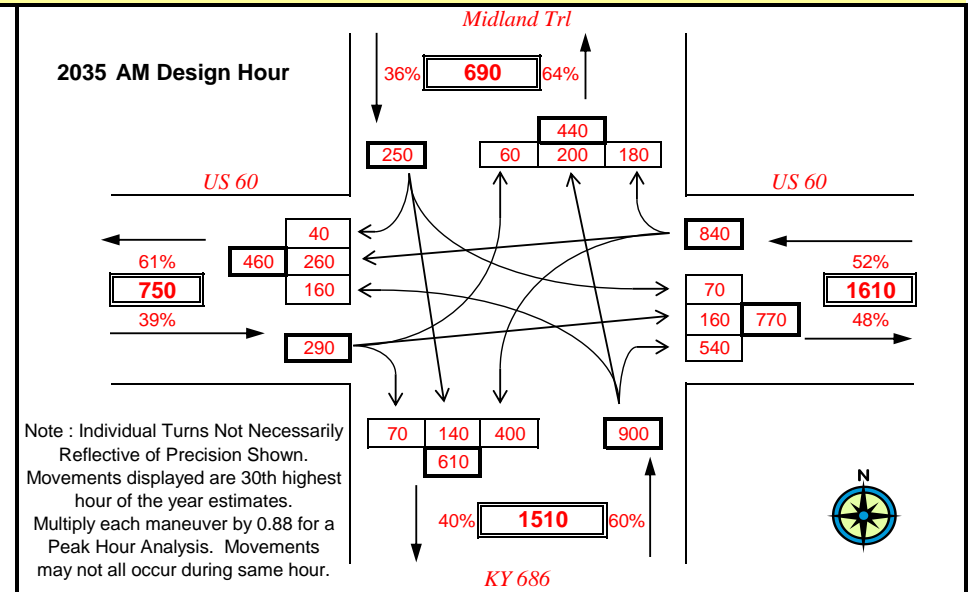 Midland Trl
2035 AM Design Hour
36% 690 64%
440
250 60 200 180
US 60 US 60
40 840
61% 460 260 52%
750 160 70 1610
39% 160 770 48%
290 540
Note : Individual Turns Not Necessarily
Reflective of Precision Shown.
Movements displayed are 30th highest
hour of the year estimates.
Multiply each maneuver by 0.88 for a
Peak Hour Analysis. Movements
may not all occur during same hour.
70 140 400 900
610
40% 1510 60%
KY 686
N